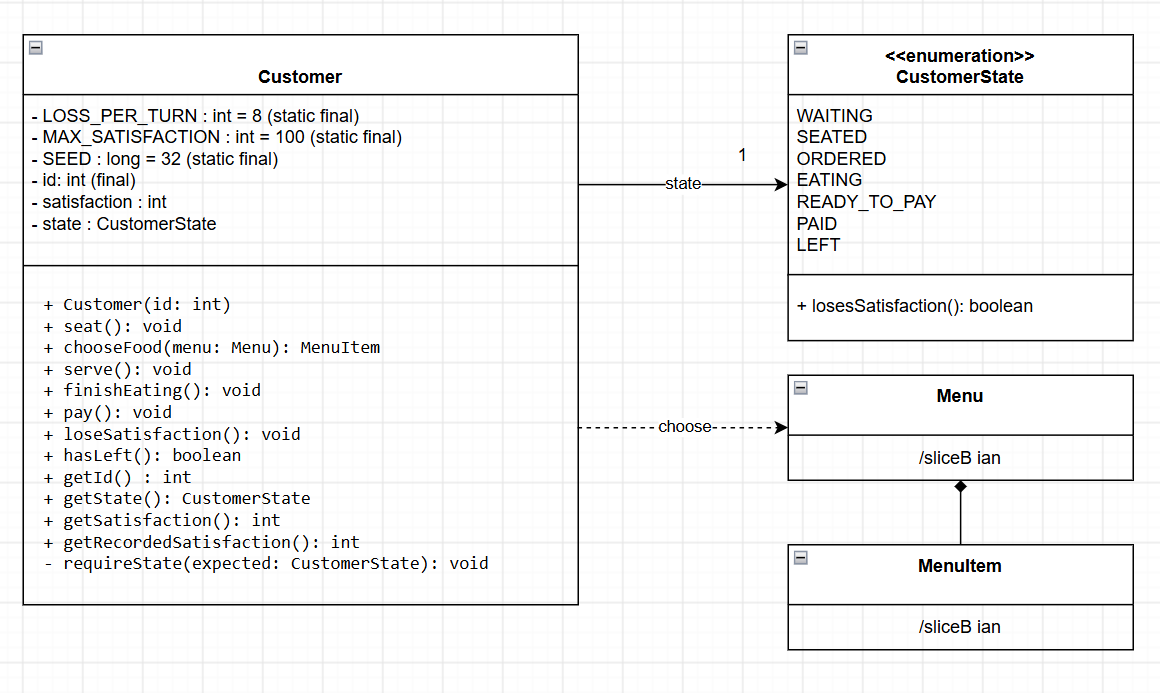 Customer
- LOSS_PER_TURN : int = 8 (static final)
- MAX_SATISFACTION : int = 100 (static final)
- SEED : long = 32 (static final)
- id: int (final)
- satisfaction : int
- state : CustomerState
+ Customer(id: int)
+ seat(): void
+ chooseFood(menu: Menu): MenuItem
+ serve(): void
+ finishEating(): void
+ pay(): void
+ loseSatisfaction(): void
+ hasLeft(): boolean
+ getId() : int
+ getState(): CustomerState
+ getSatisfaction(): int
+ getRecordedSatisfaction(): int
- requireState(expected: CustomerState): void
1
state
choose
<<enumeration>>
CustomerState
WAITING
SEATED
ORDERED
EATING
READY_TO_PAY
PAID
LEFT
+ losesSatisfaction(): boolean
Menu
/sliceB ian
MenuItem
/sliceB ian